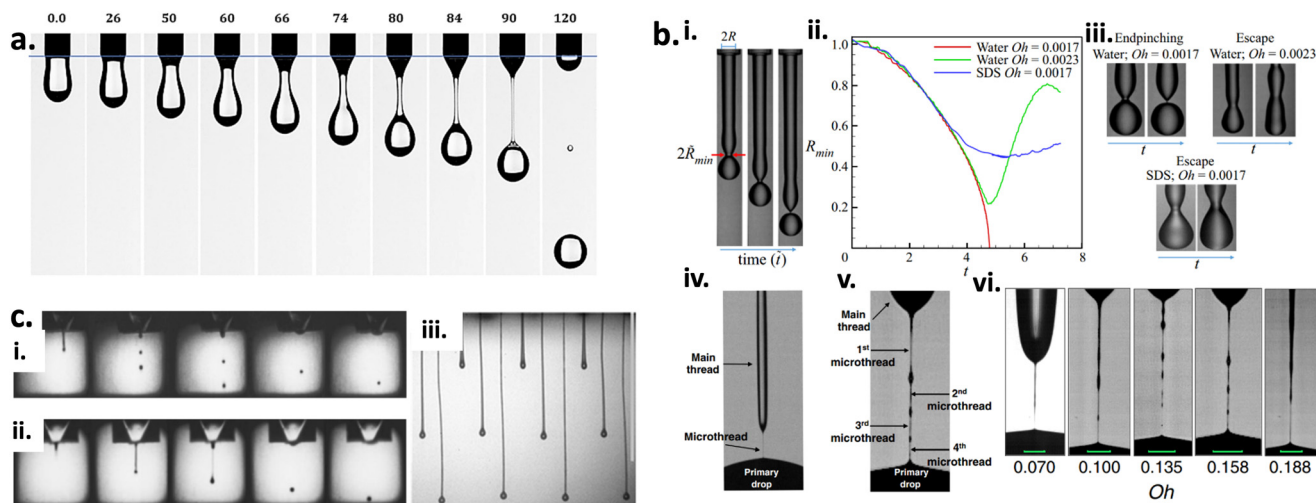 a.
0.0 26 50 60 66 74 80 84 90 120
b.
i.
2R
2R̃min
time (t̃)
ii.
1.0
0.8
0.6
0.4
0.2
Rmin
Water Oh = 0.0017
Water Oh = 0.0023
SDS Oh = 0.0017
0 2 4 6 8
t
iii.
Endpinching
Water; Oh = 0.0017
t
Escape
Water; Oh = 0.0023
t
Escape
SDS; Oh = 0.0017
t
iv.
Main
thread
Microthread
Primary
drop
v.
Main
thread
1st
microthread
2nd
microthread
3rd
microthread
4th
microthread
Primary
drop
vi.
0.070 0.100 0.135 0.158 0.188
Oh
c.
i.
ii.
iii.